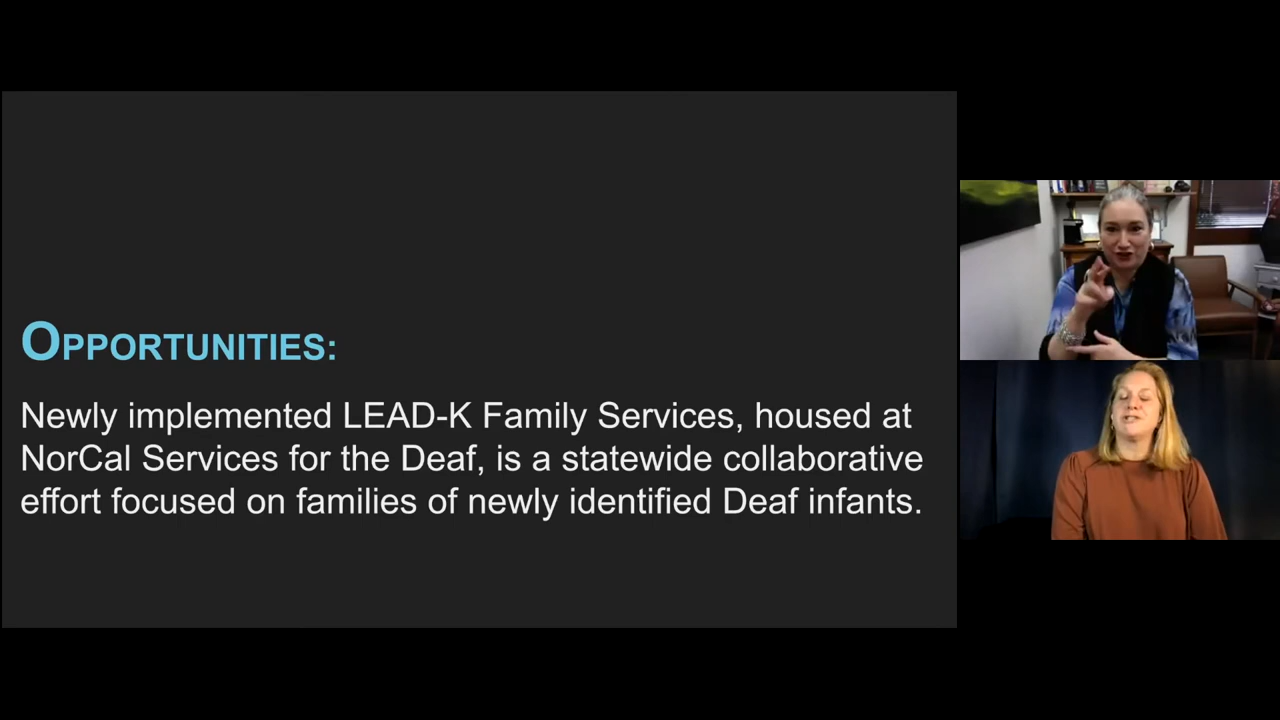 OPPORTUNITIES:
Newly implemented LEAD-K Family Services, housed at
NorCal Services for the Deaf, is a statewide collaborative
effort focused on families of newly identified Deaf infants.